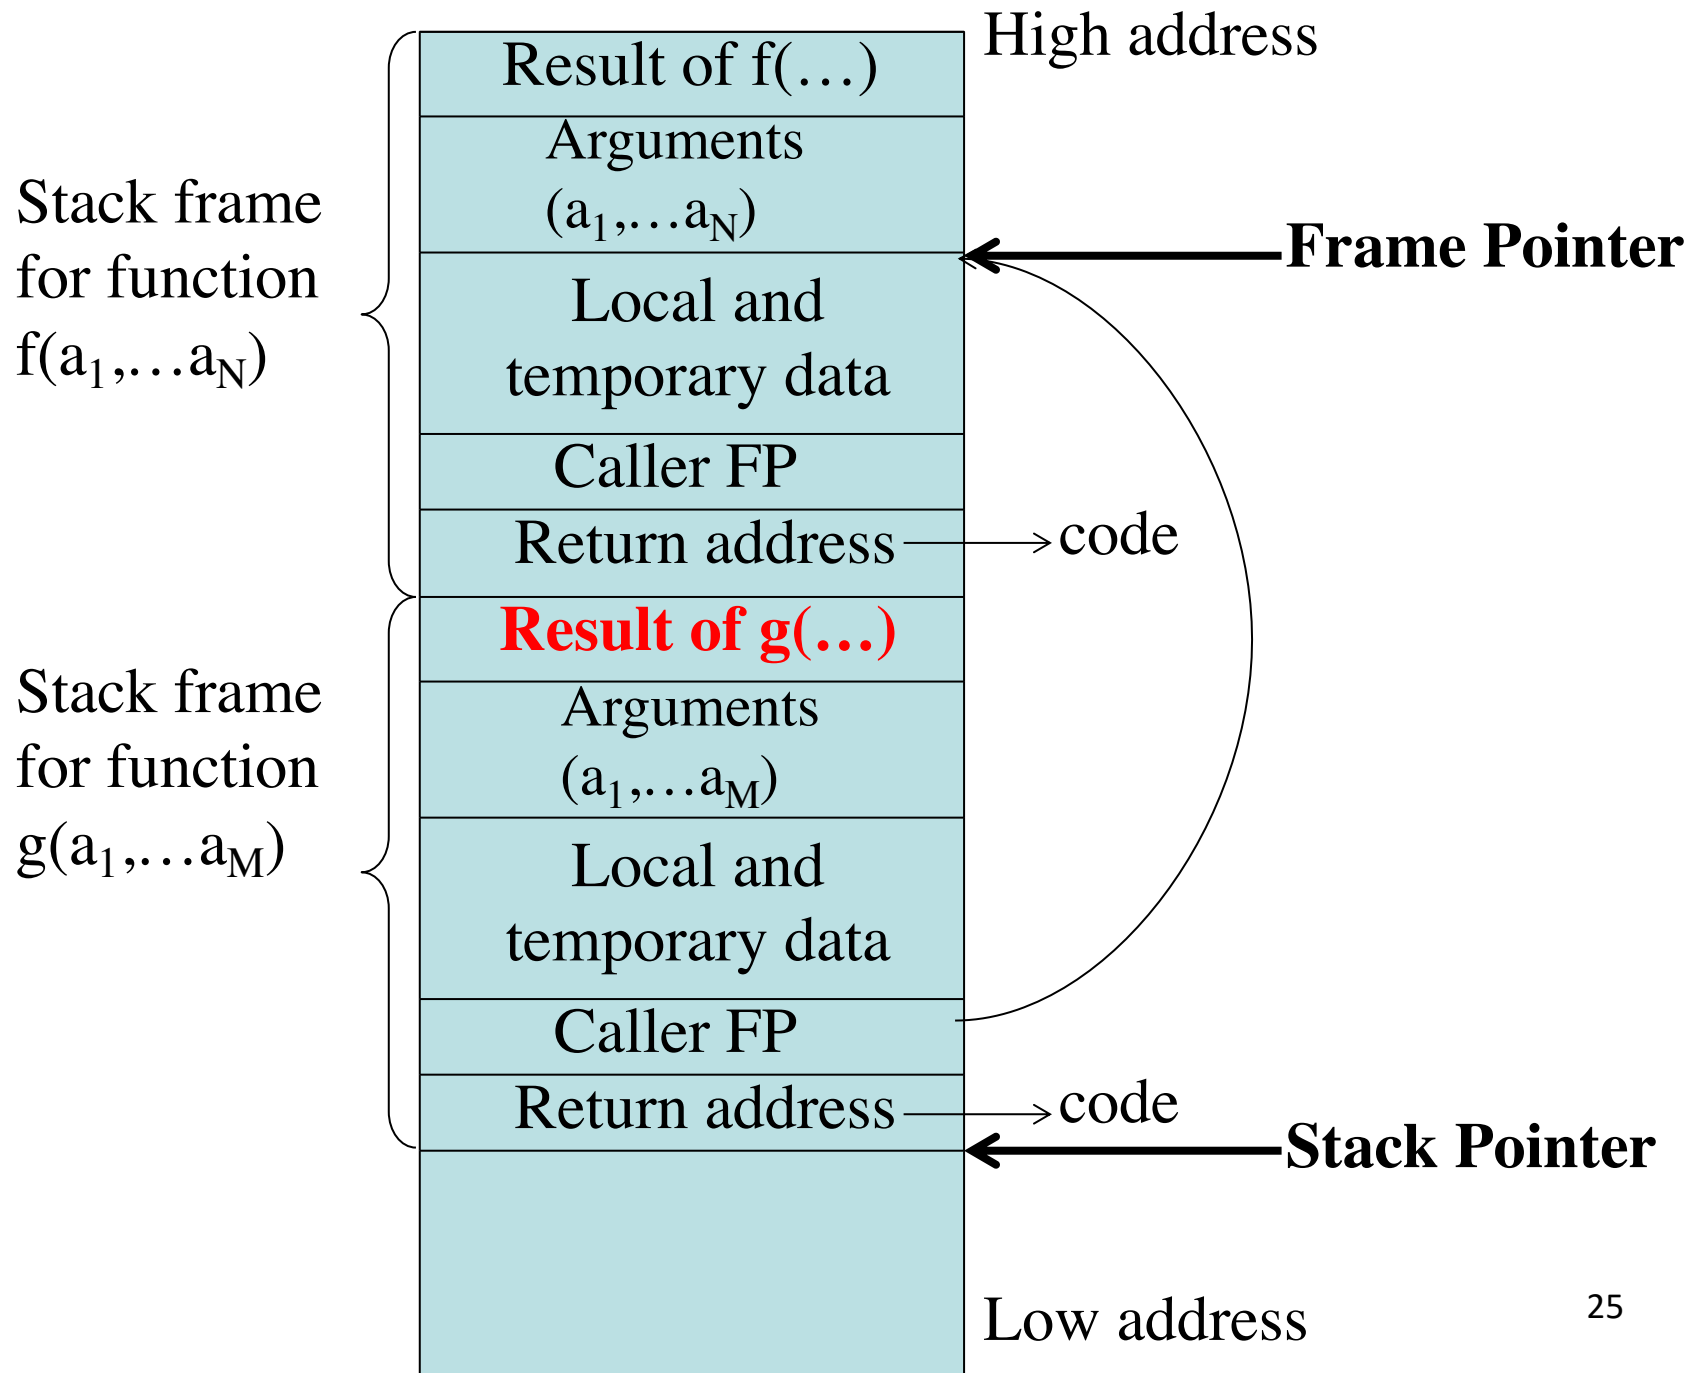 High address
Result of f(…)
Arguments
(a₁,…aN)
Stack frame
for function
f(a₁,…aN)
Frame Pointer
Local and
temporary data
Caller FP
Return address
code
Result of g(…)
Stack frame
for function
g(a₁,…aM)
Arguments
(a₁,…aM)
Local and
temporary data
Caller FP
Return address
code
Stack Pointer
Low address
25